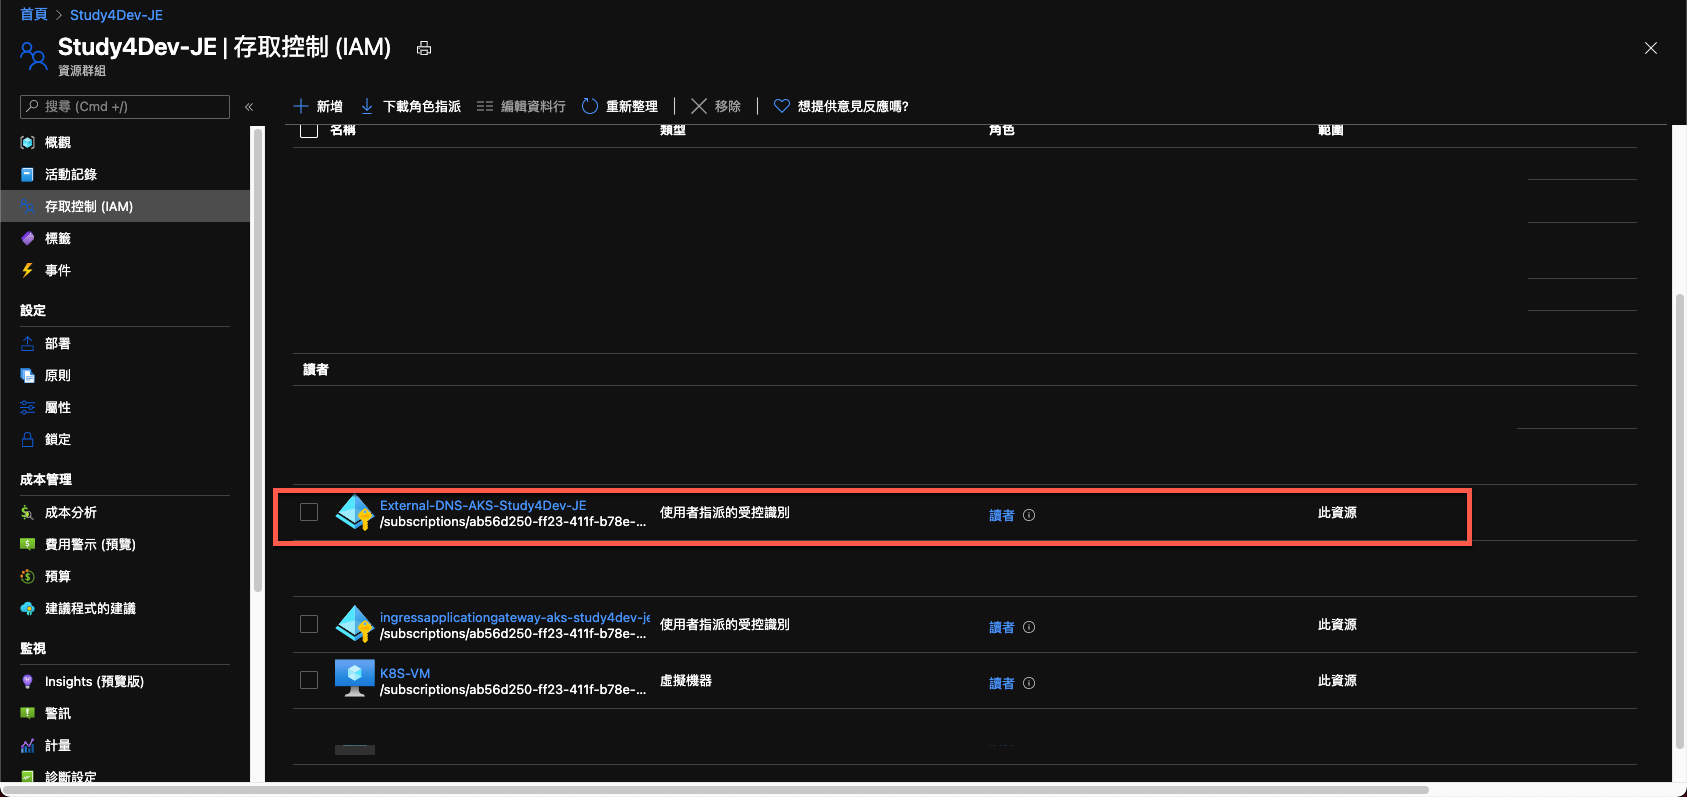 首頁 > Study4Dev-JE
Study4Dev-JE | 存取控制 (IAM)
資源群組
搜尋 (Cmd +/)
«
新增
下載角色指派
編輯資料行
重新整理
移除
想提供意見反應嗎?
名稱
類型
角色
範圍
概觀
活動記錄
存取控制 (IAM)
標籤
事件
設定
部署
原則
屬性
鎖定
成本管理
成本分析
費用警示 (預覽)
預算
建議程式的建議
監視
Insights (預覽版)
警訊
計量
診斷設定
讀者
External-DNS-AKS-Study4Dev-JE
/subscriptions/ab56d250-ff23-411f-b78e-...
使用者指派的受控識別
讀者
此資源
ingressapplicationgateway-aks-study4dev-je
/subscriptions/ab56d250-ff23-411f-b78e-...
使用者指派的受控識別
讀者
此資源
K8S-VM
/subscriptions/ab56d250-ff23-411f-b78e-...
虛擬機器
讀者
此資源